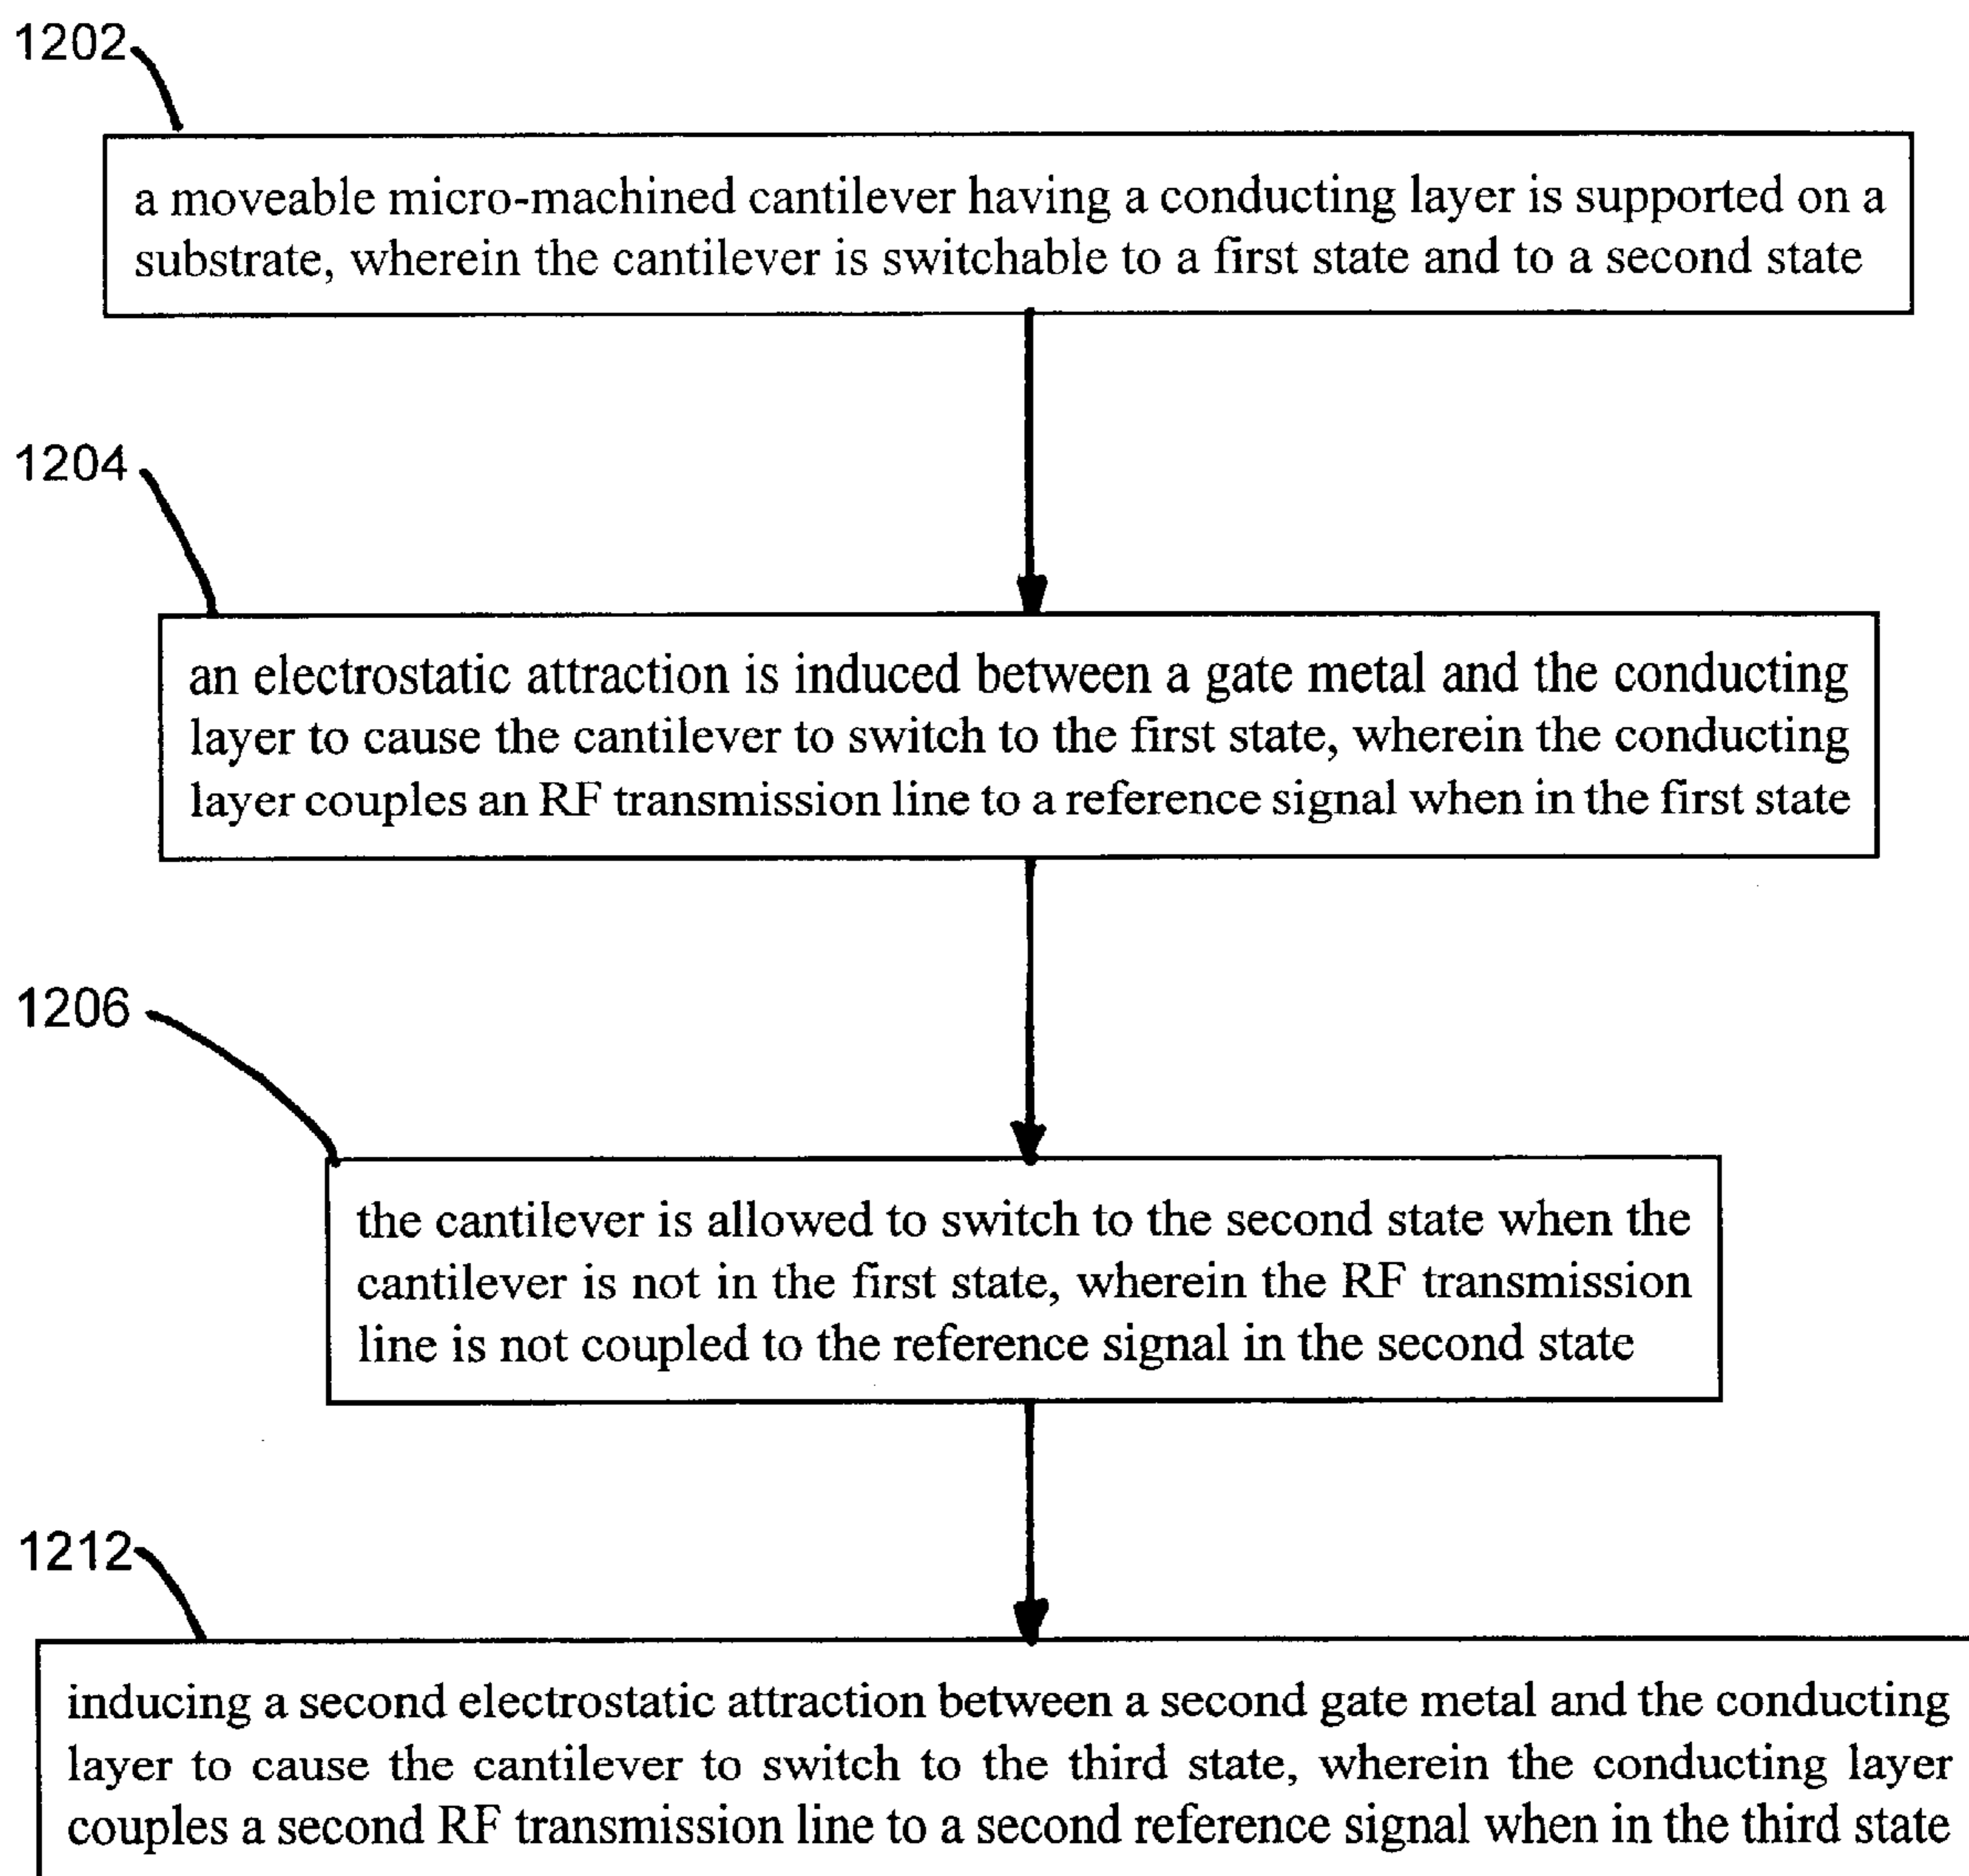 1202
a moveable micro-machined cantilever having a conducting layer is supported on a
substrate, wherein the cantilever is switchable to a first state and to a second state
1204
an electrostatic attraction is induced between a gate metal and the conducting
layer to cause the cantilever to switch to the first state, wherein the conducting
layer couples an RF transmission line to a reference signal when in the first state
1206
the cantilever is allowed to switch to the second state when the
cantilever is not in the first state, wherein the RF transmission
line is not coupled to the reference signal in the second state
1212
inducing a second electrostatic attraction between a second gate metal and the conducting
layer to cause the cantilever to switch to the third state, wherein the conducting layer
couples a second RF transmission line to a second reference signal when in the third state